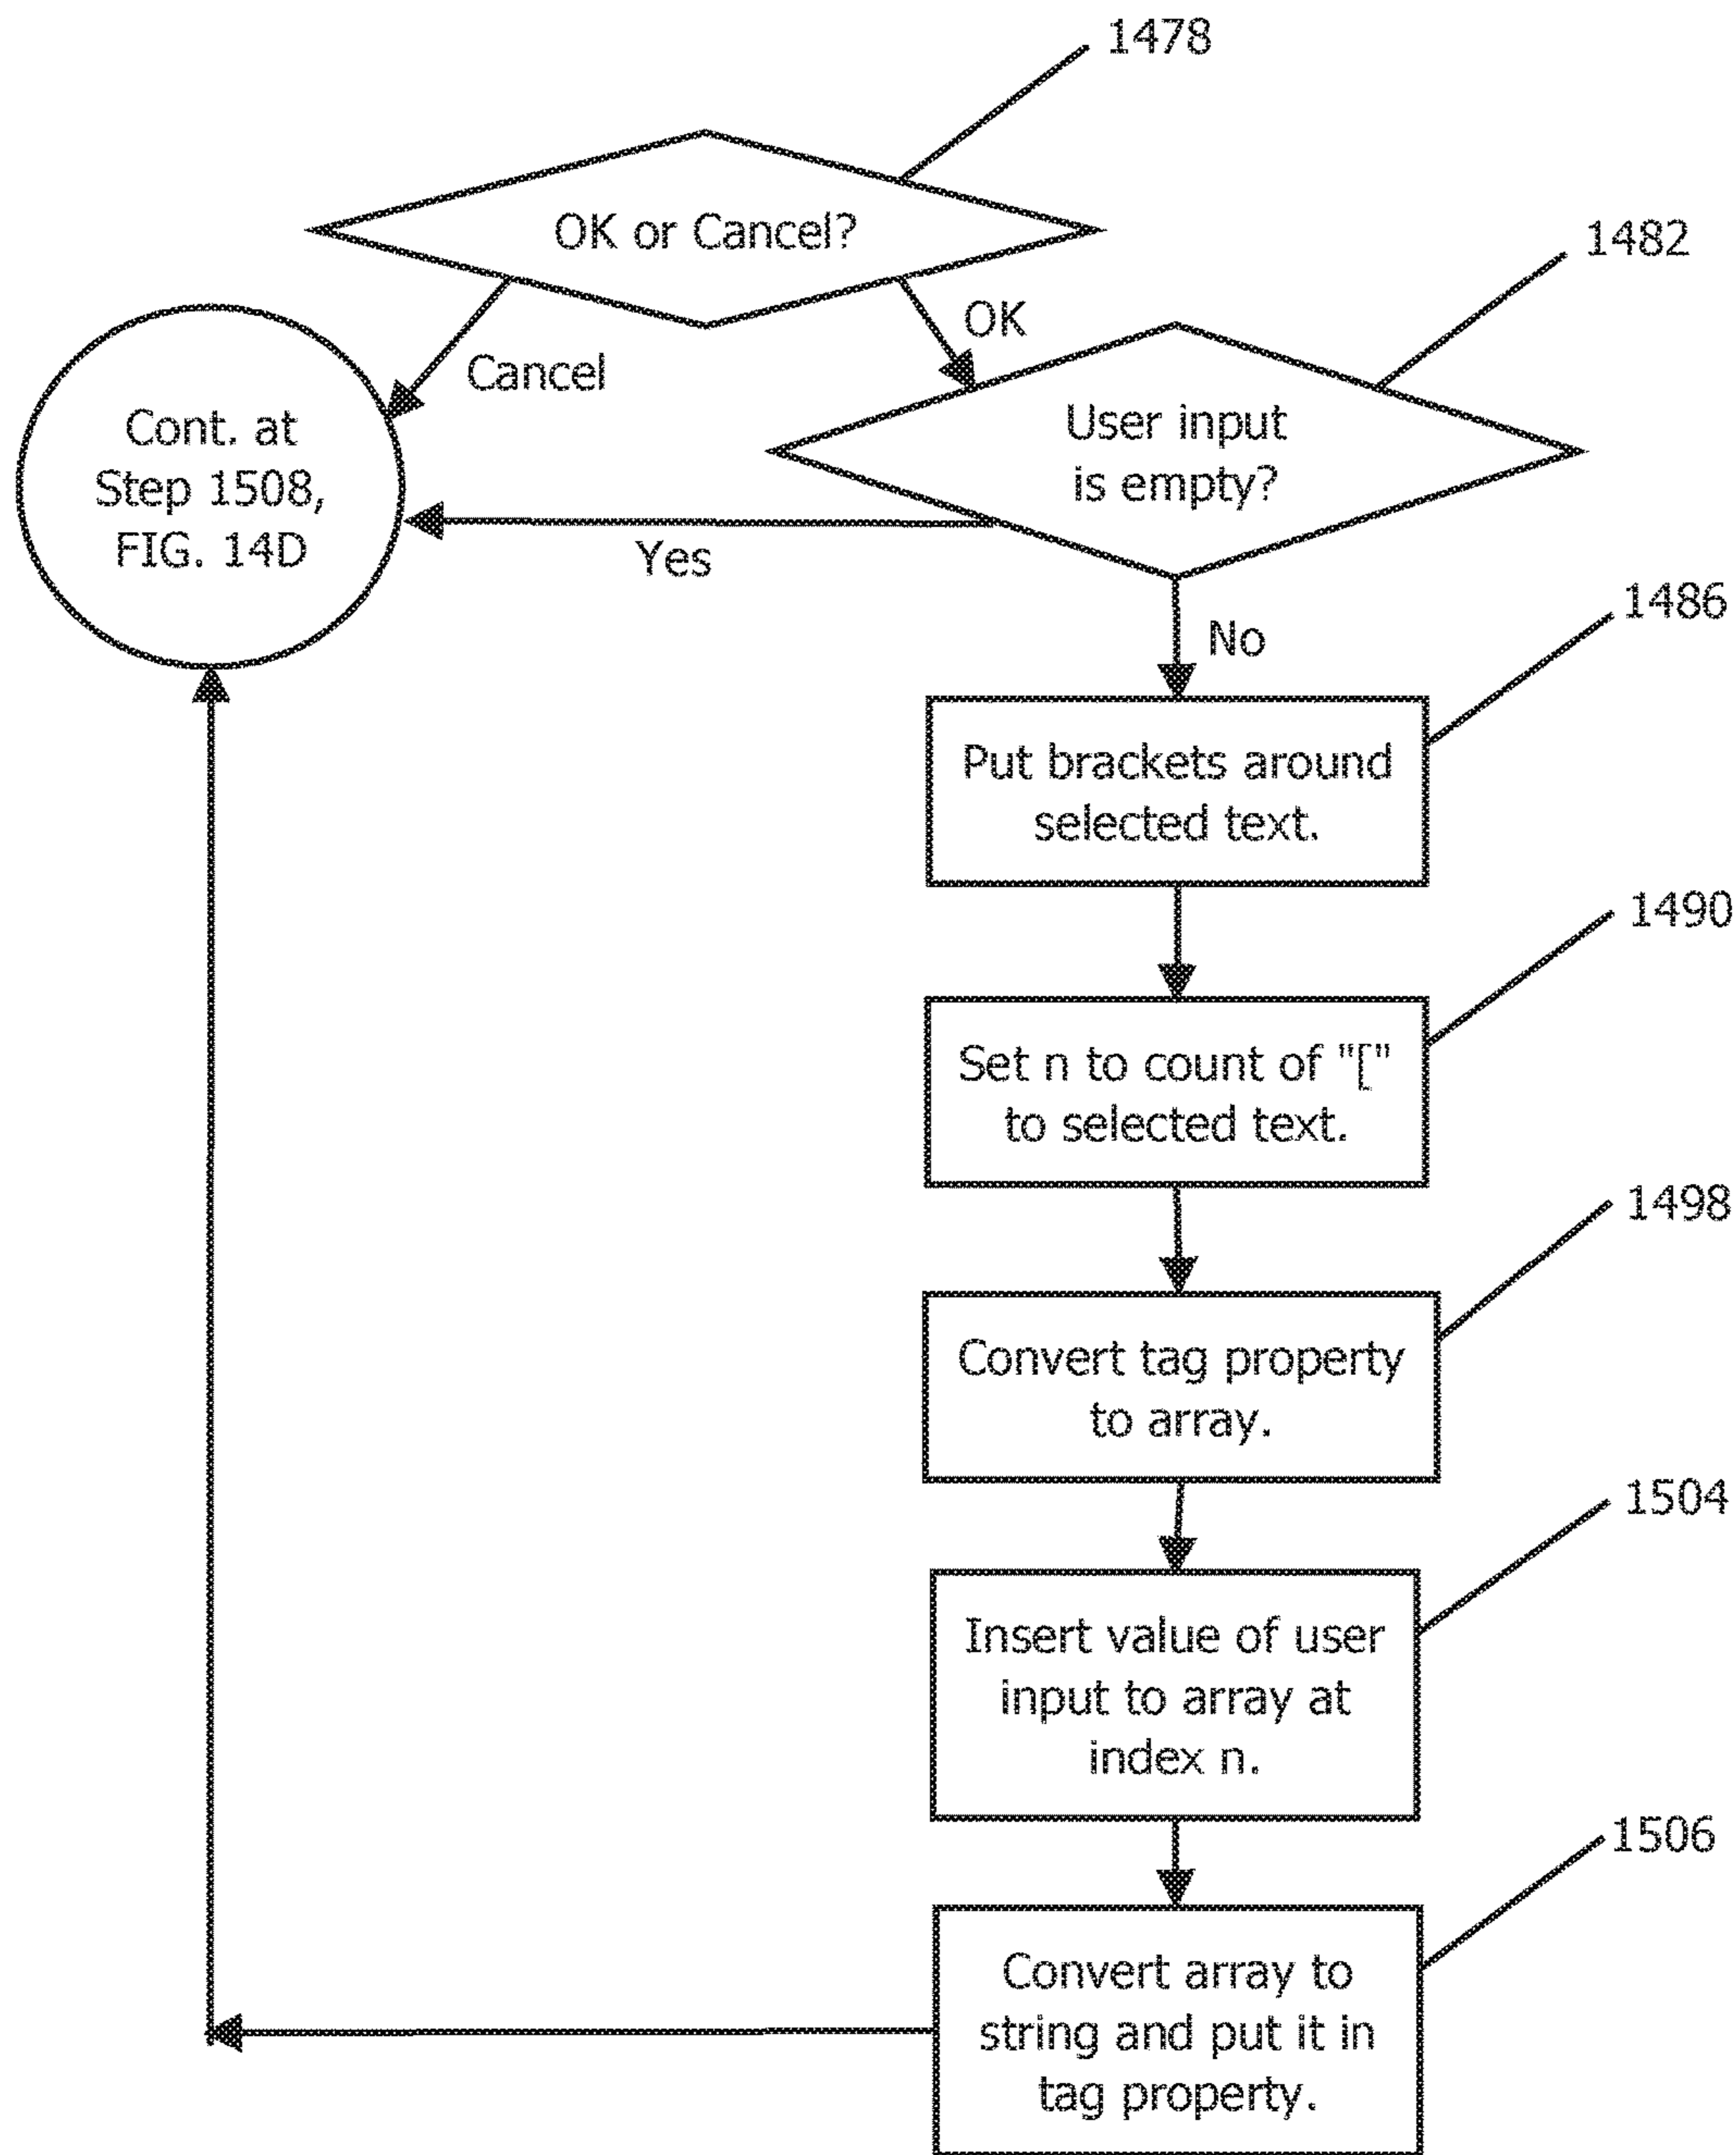 1478
OK or Cancel?
1482
OK
Cancel
User input
is empty?
Cont. at
Step 1508,
FIG. 14D
Yes
No
1486
Put brackets around
selected text.
1490
Set n to count of "["
to selected text.
1498
Convert tag property
to array.
1504
Insert value of user
input to array at
index n.
1506
Convert array to
string and put it in
tag property.